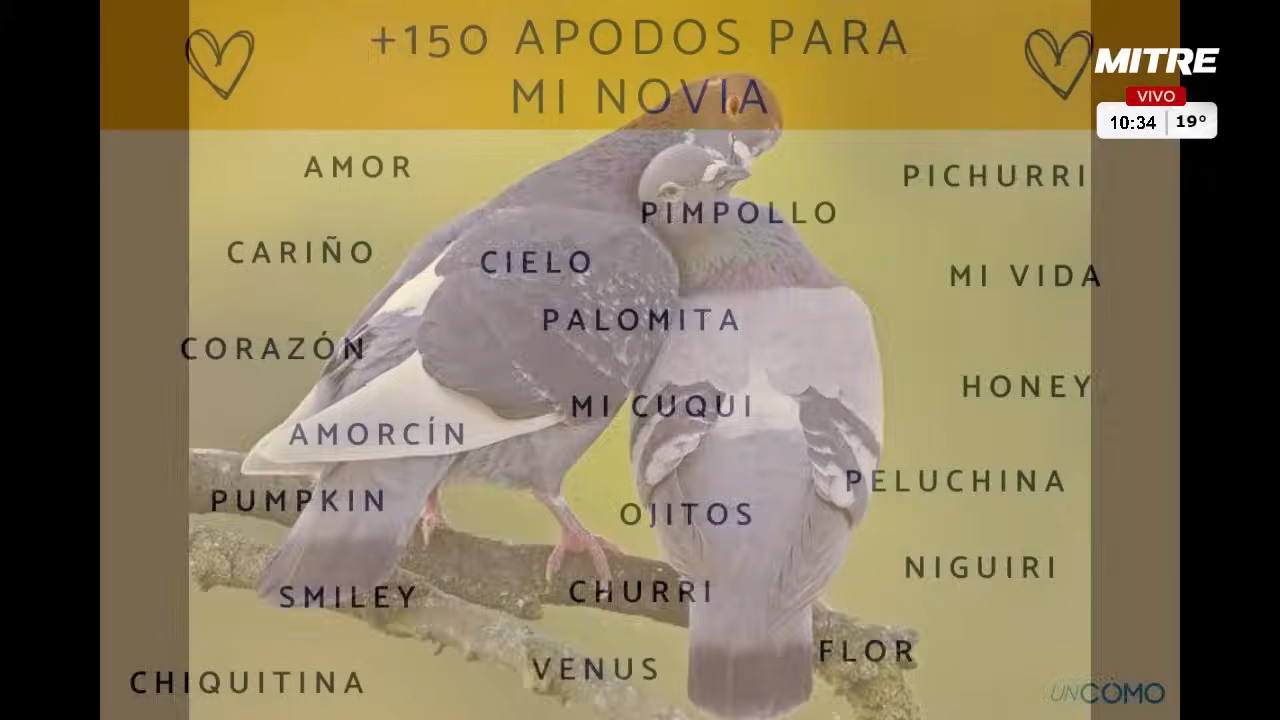 +150 APODOS PARA
MI NOVIA
MITRE
VIVO
10:34 19°
AMOR
PICHURRI
PIMPOLLO
CARIÑO
CIELO
MI VIDA
PALOMITA
CORAZÓN
HONEY
MI CUQUI
AMORCÍN
PELUCHINA
PUMPKIN
OJITOS
NIGUIRI
SMILEY
CHURRI
FLOR
VENUS
CHIQUITINA
UNCOMO